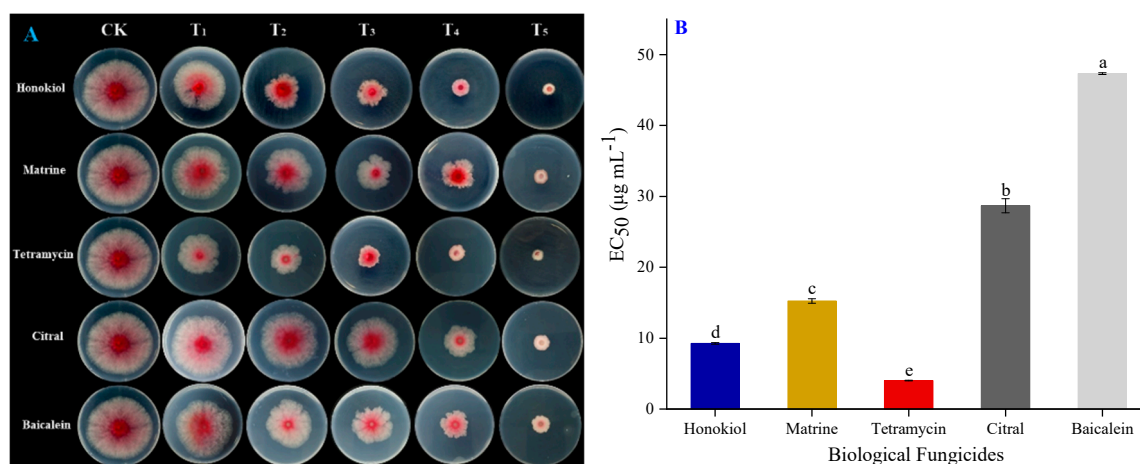 A CK T₁ T₂ T₃ T₄ T₅
Honokiol
Matrine
Tetramycin
Citral
Baicalein
B
EC50 (μg mL⁻¹)
50
40
30
20
10
0
d
c
e
b
a
Honokiol Matrine Tetramycin Citral Baicalein
Biological Fungicides